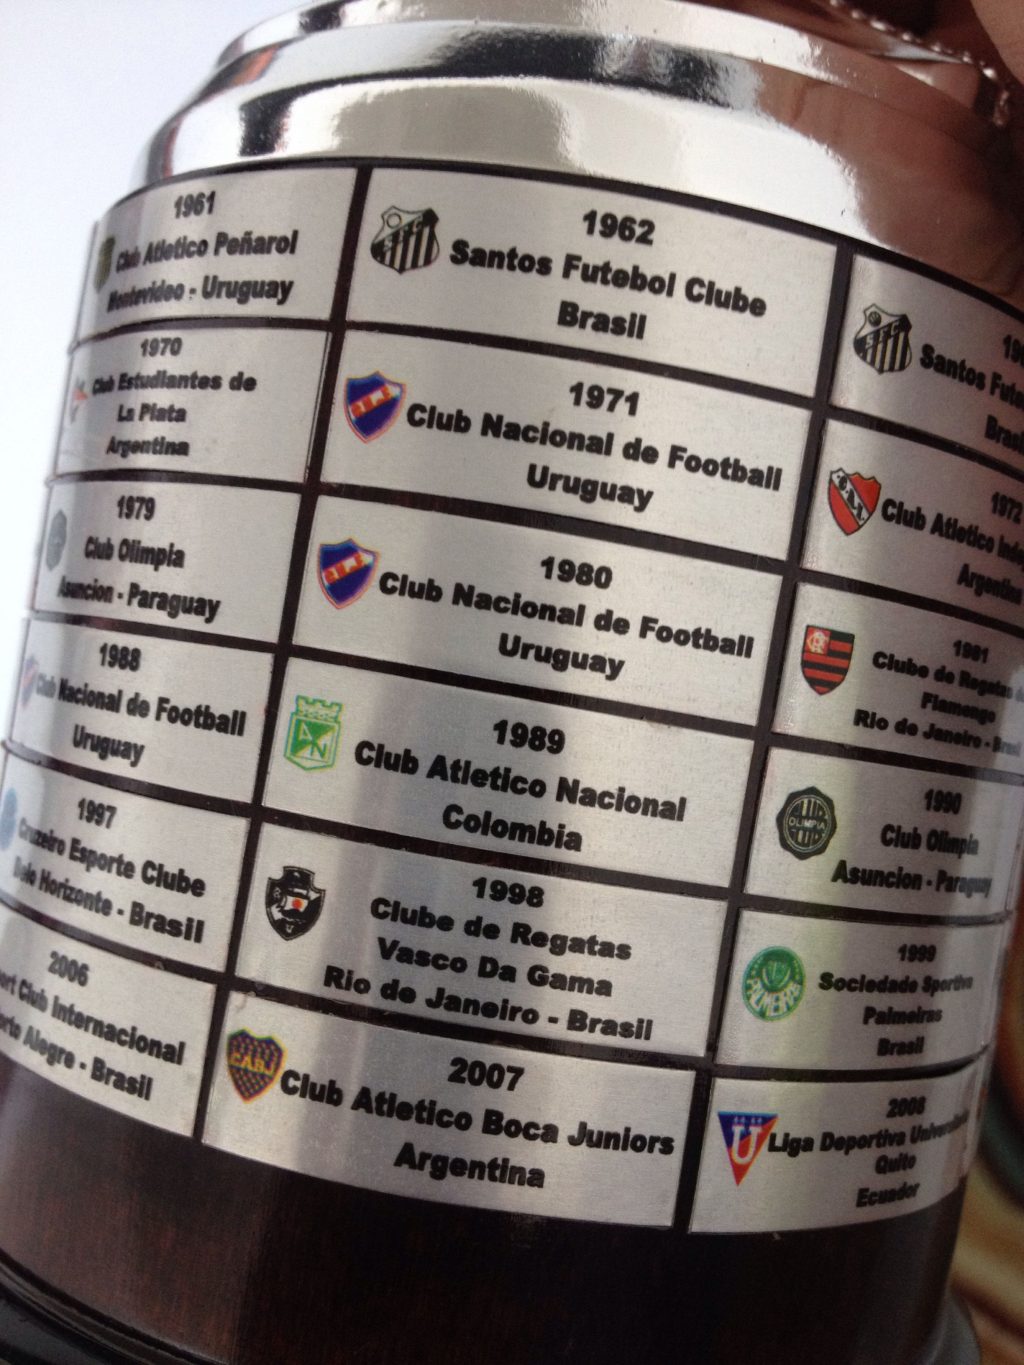 1961
Club Atletico Peñarol
Montevideo - Uruguay
1962
Santos Futebol Clube
Brasil
Santos
1970
Club Estudiantes de
La Plata
Argentina
1971
Club Nacional de Football
Uruguay
1972
Club Atletico
Argentina
1979
Club Olimpia
Asuncion - Paraguay
1980
Club Nacional de Football
Uruguay
1981
Clube de Regatas
Flamengo
Rio de Janeiro - Brasil
1988
Club Nacional de Football
Uruguay
1989
Club Atletico Nacional
Colombia
OLIMPIA
1990
Club Olimpia
Asuncion - Paraguay
1997
Cruzeiro Esporte Clube
Belo Horizonte - Brasil
1998
Clube de Regatas
Vasco Da Gama
Rio de Janeiro - Brasil
PALMEIRAS
1999
Sociedade Sportiva
Palmeiras
Brasil
2006
Club Internacional
Alegre - Brasil
CABJ
2007
Club Atletico Boca Juniors
Argentina
U
2008
Liga Deportiva
Quito
Ecuador